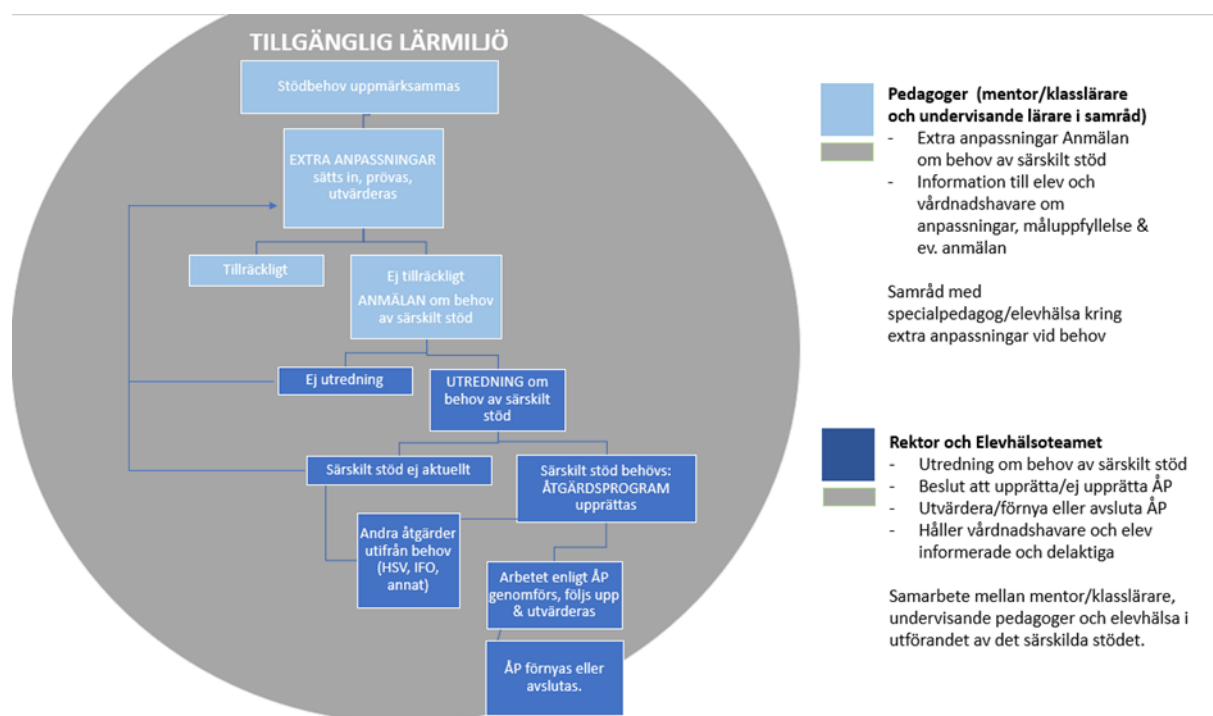 TILLGÄNGLIG LÄRMILJÖ
Stödbehov uppmärksammas
EXTRA ANPASSNINGAR
sätts in, prövas,
utvärderas
Tillräckligt
Ej tillräckligt
ANMÄLAN om behov
av särskilt stöd
Ej utredning
UTREDNING om
behov av särskilt
stöd
Särskilt stöd ej aktuellt
Särskilt stöd behövs:
ÅTGÄRDSPROGRAM
upprättas
Andra åtgärder
utifrån behov
(HSV, IFO,
annat)
Arbetet enligt ÅP
genomförs, följs upp
& utvärderas
ÅP förnyas eller
avslutas.
Pedagoger (mentor/klasslärare
och undervisande lärare i samråd)
- Extra anpassningar Anmälan
om behov av särskilt stöd
- Information till elev och
vårdnadshavare om
anpassningar, måluppfyllelse &
ev. anmälan
Samråd med
specialpedagog/elevhälsa kring
extra anpassningar vid behov
Rektor och Elevhälsoteamet
- Utredning om behov av särskilt stöd
- Beslut att upprätta/ej upprätta ÅP
- Utvärdera/förnya eller avsluta ÅP
- Håller vårdnadshavare och elev
informerade och delaktiga
Samarbete mellan mentor/klasslärare,
undervisande pedagoger och elevhälsa i
utförandet av det särskilda stödet.